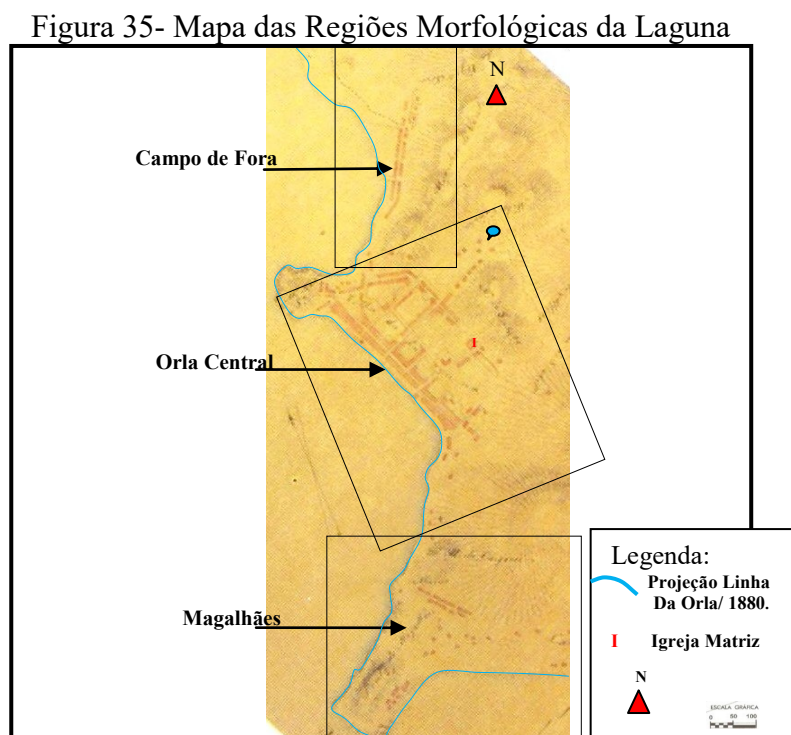 Figura 35- Mapa das Regiões Morfológicas da Laguna
N
Campo de Fora
I
Orla Central
Magalhães
Legenda:
Projeção Linha
Da Orla/ 1880.
I Igreja Matriz
N
ESCALA GRÁFICA
0 50 100